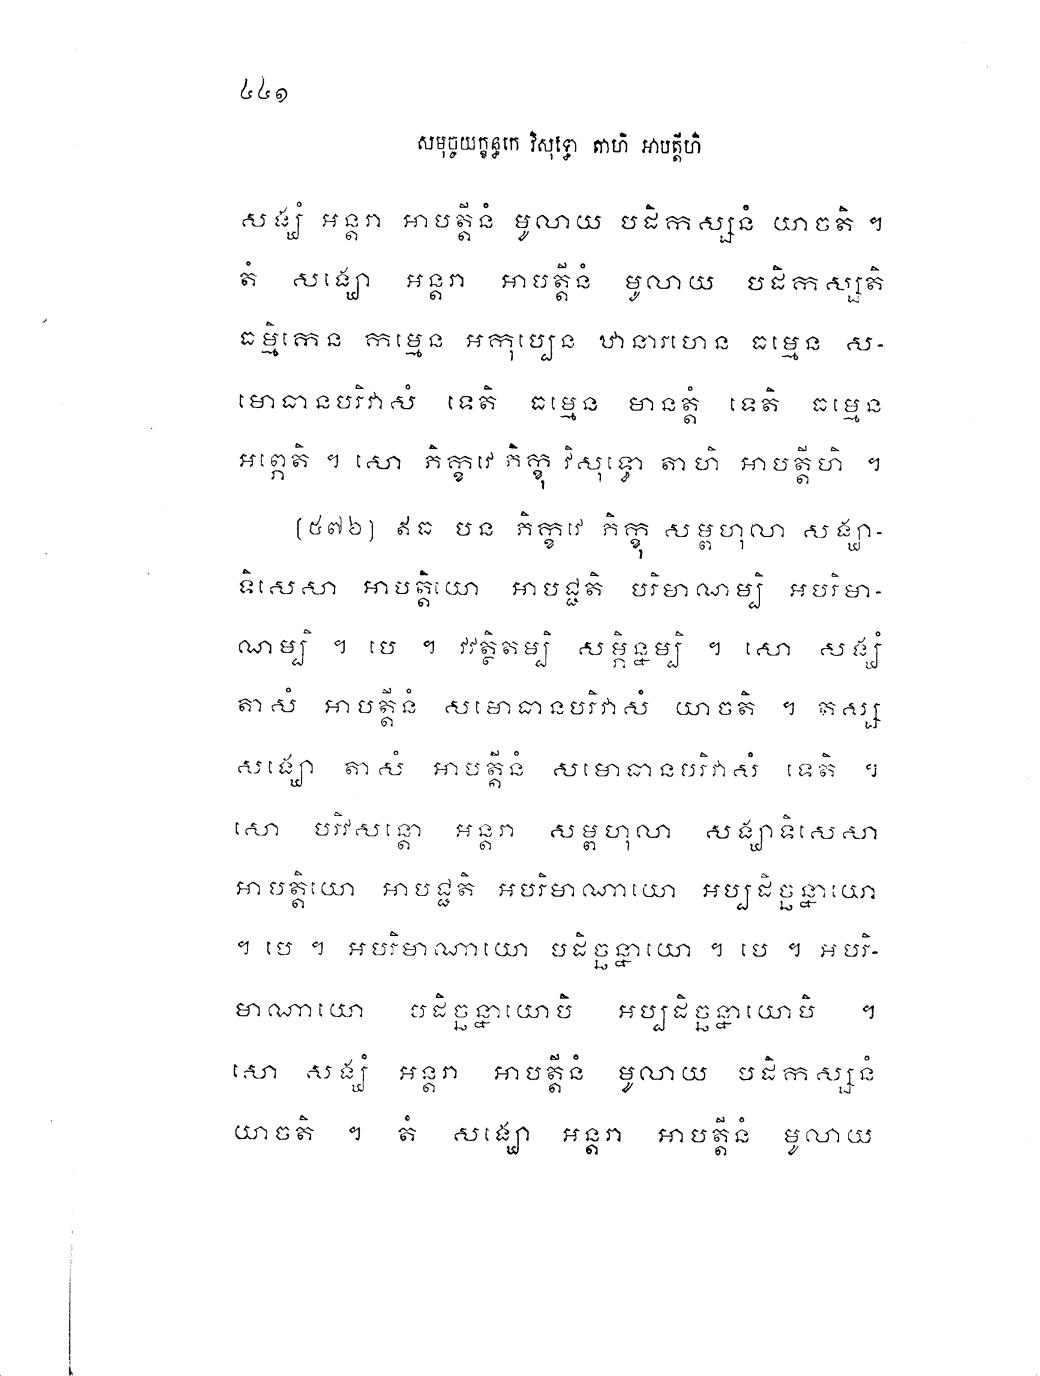 ៤៤១
សមុច្ចយក្ខន្ធកេ វិសុទ្ធោ តាហិ អាបត្តីហិ
សង្ឃំ អន្តរា អាបត្តីនំ មូលាយ បដិកស្សនំ យាចតិ ។
តំ សង្ឃោ អន្តរា អាបត្តីនំ មូលាយ បដិកស្សតិ
ធម្មិកេន កម្មេន អកុប្បេន ឋានារហេន ធម្មេន ស-
មោធានបរិវាសំ ទេតិ ធម្មេន មានត្តំ ទេតិ ធម្មេន
អព្ភេតិ ។ សោ ភិក្ខវេ ភិក្ខុ វិសុទ្ធោ តាហិ អាបត្តីហិ ។
(៥៧៦) ឥធ បន ភិក្ខវេ ភិក្ខុ សម្ពហុលា សង្ឃា-
ទិសេសា អាបត្តិយោ អាបជ្ជតិ បរិមាណម្បិ អបរិមា-
ណម្បិ ។ បេ ។ វវត្ថិតម្បិ សម្ភិន្នម្បិ ។ សោ សង្ឃំ
តាសំ អាបត្តីនំ សមោធានបរិវាសំ យាចតិ ។ តស្ស
សង្ឃោ តាសំ អាបត្តីនំ សមោធានបរិវាសំ ទេតិ ។
សោ បរិវសន្តោ អន្តរា សម្ពហុលា សង្ឃាទិសេសា
អាបត្តិយោ អាបជ្ជតិ អបរិមាណាយោ អប្បដិច្ឆន្នាយោ
។ បេ ។ អបរិមាណាយោ បដិច្ឆន្នាយោ ។ បេ ។ អបរិ-
មាណាយោ បដិច្ឆន្នាយោបិ អប្បដិច្ឆន្នាយោបិ ។
សោ សង្ឃំ អន្តរា អាបត្តីនំ មូលាយ បដិកស្សនំ
យាចតិ ។ តំ សង្ឃោ អន្តរា អាបត្តីនំ មូលាយ